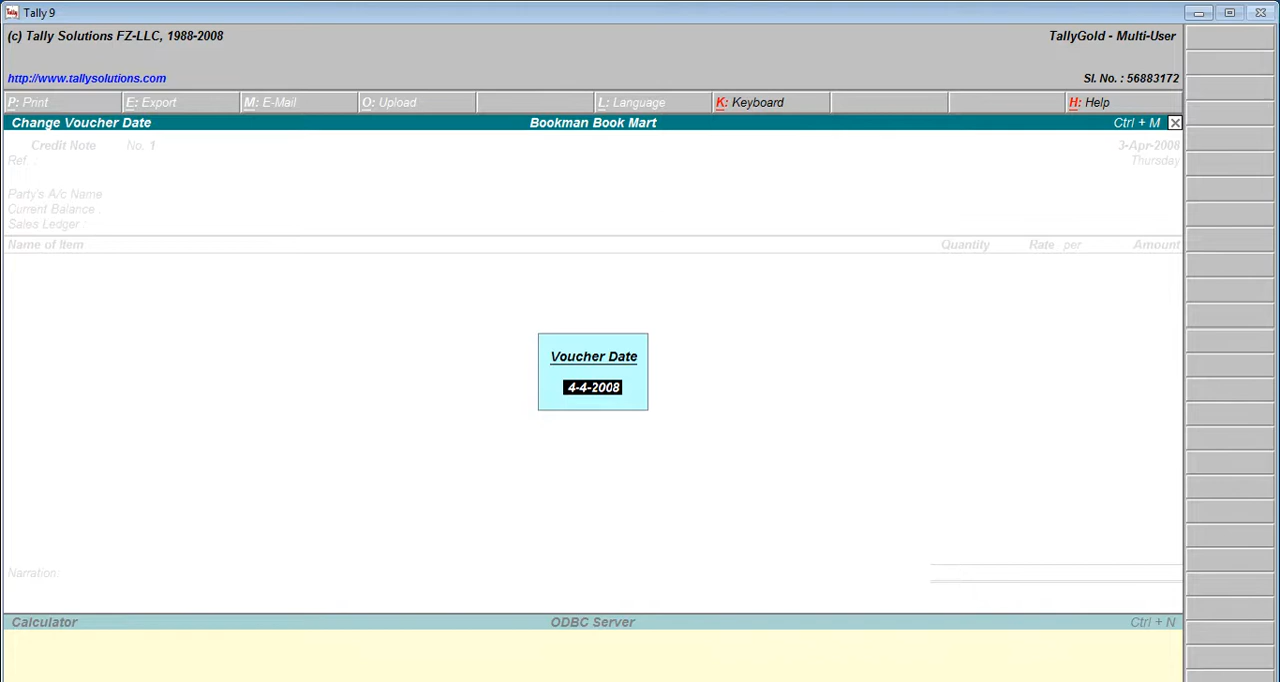 Tally 9
(c) Tally Solutions FZ-LLC, 1988-2008 TallyGold - Multi-User
http://www.tallysolutions.com Sl. No. : 56883172
P: Print E: Export M: E-Mail O: Upload L: Language K: Keyboard H: Help
Change Voucher Date Bookman Book Mart Ctrl + M
Credit Note No. 1 3-Apr-2008
Ref. : Thursday
Party's A/c Name
Current Balance :
Sales Ledger :
Name of Item Quantity Rate per Amount
Voucher Date
4-4-2008
Narration:
Calculator ODBC Server Ctrl + N